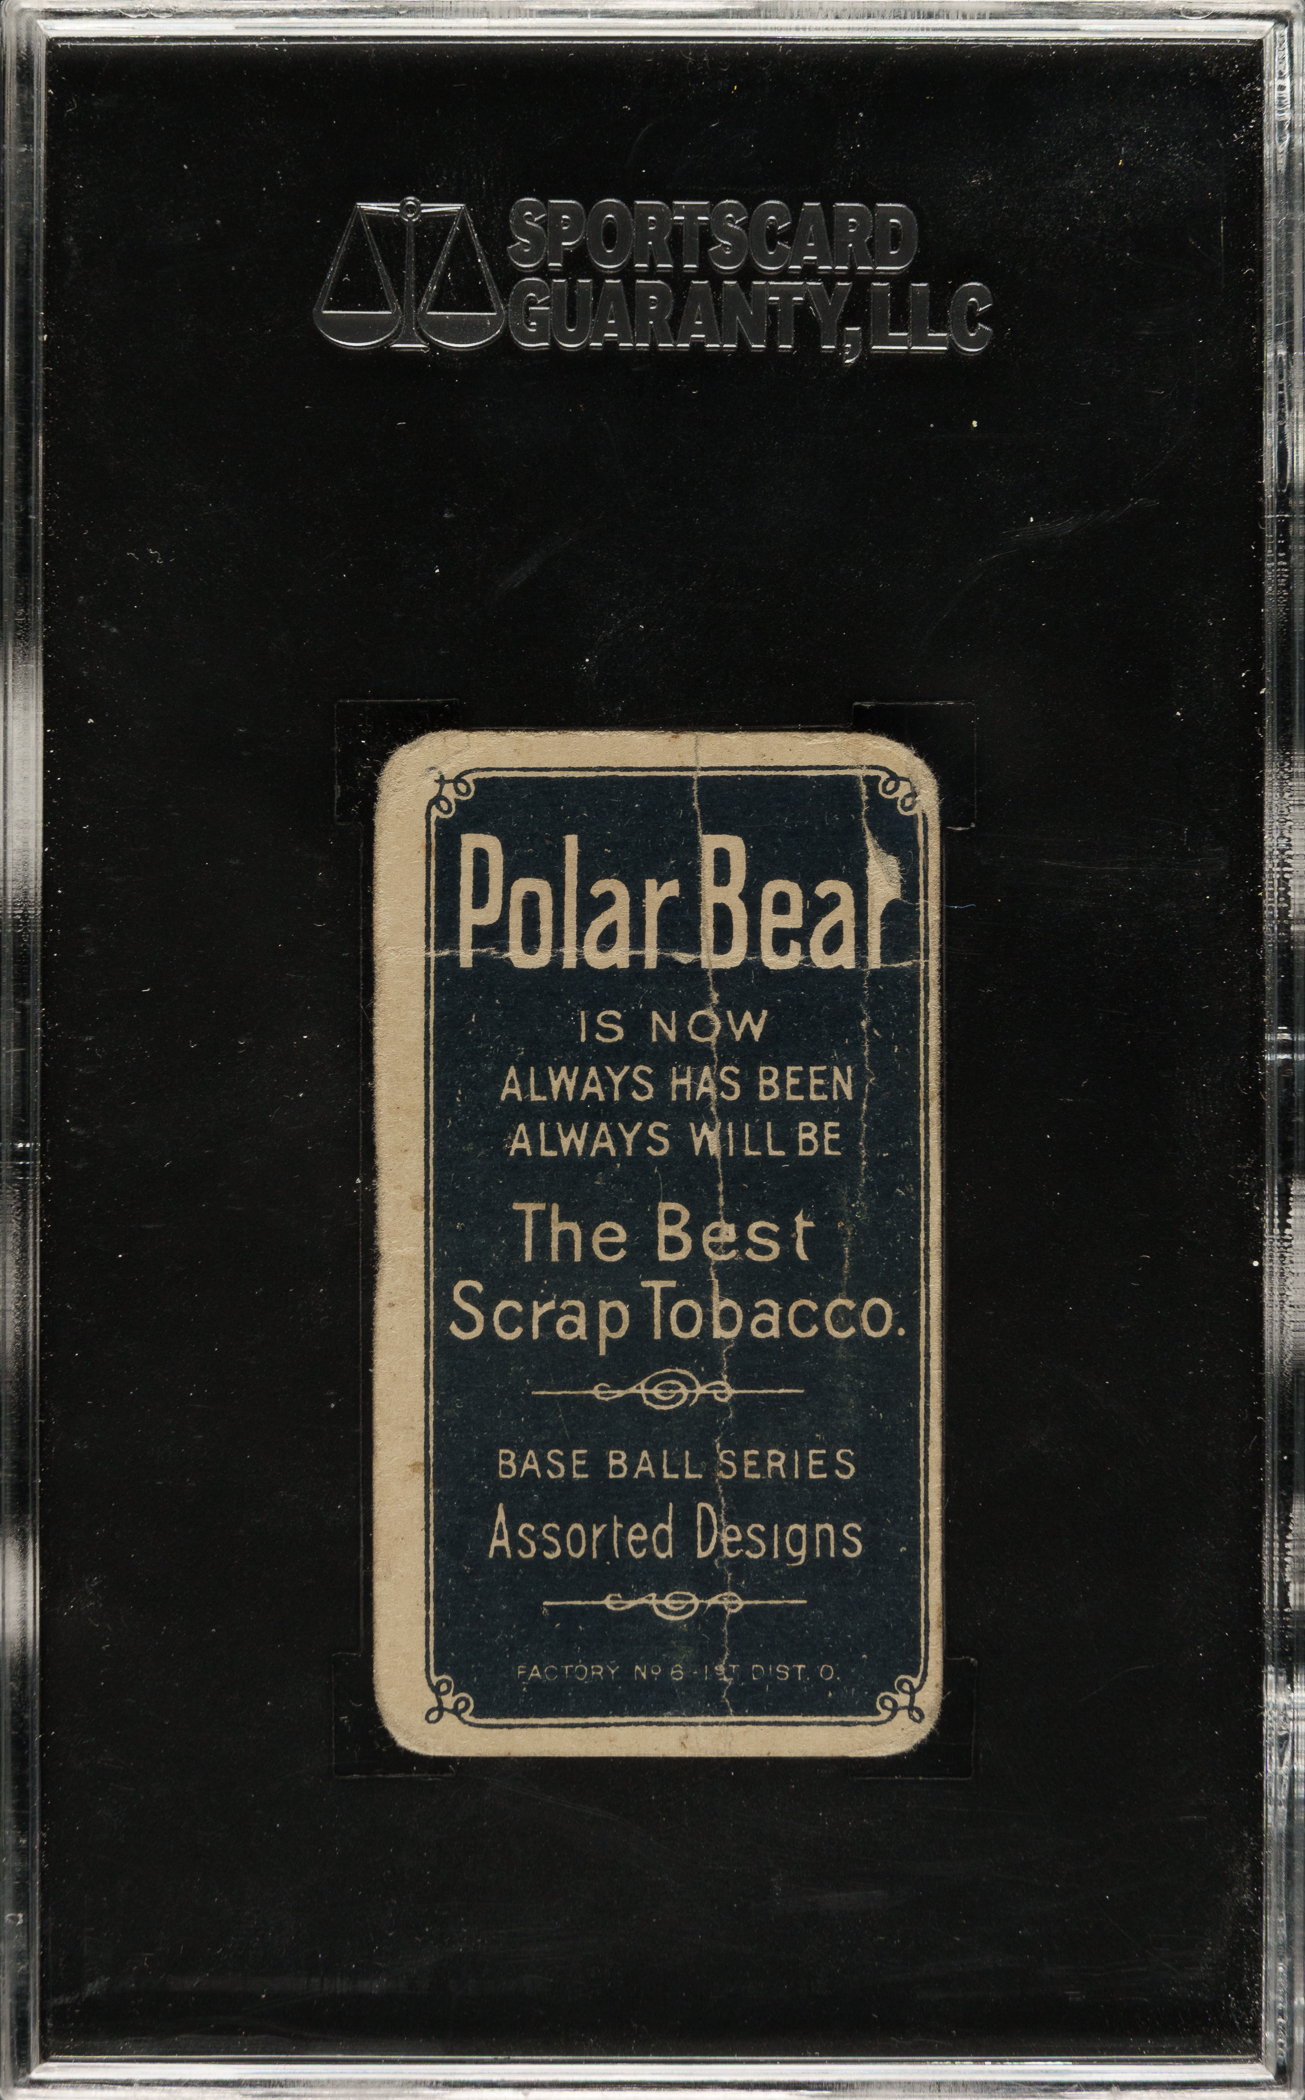 SPORTSCARD
GUARANTY, LLC
Polar Bear
IS NOW
ALWAYS HAS BEEN
ALWAYS WILL BE
The Best
Scrap Tobacco.
BASE BALL SERIES
Assorted Designs
FACTORY Nº 6-1ST DIST. O.